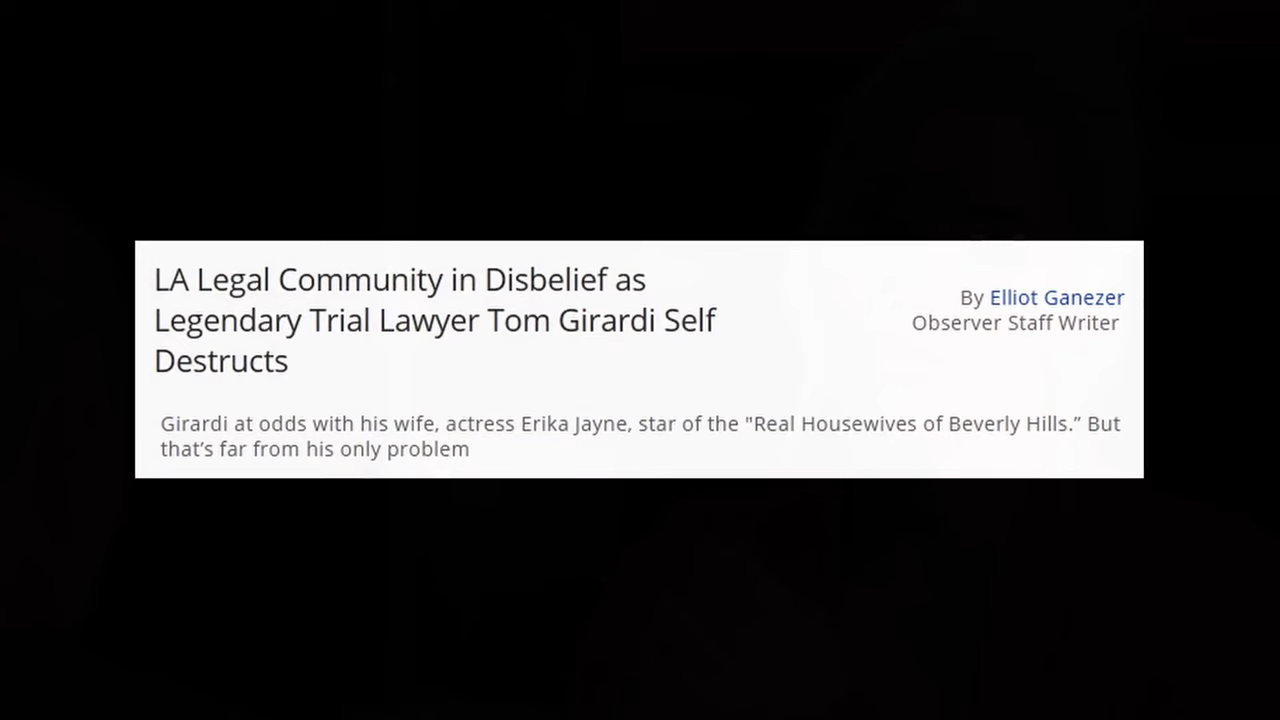 LA Legal Community in Disbelief as
Legendary Trial Lawyer Tom Girardi Self
Destructs
By Elliot Ganezer
Observer Staff Writer
Girardi at odds with his wife, actress Erika Jayne, star of the "Real Housewives of Beverly Hills.” But
that’s far from his only problem